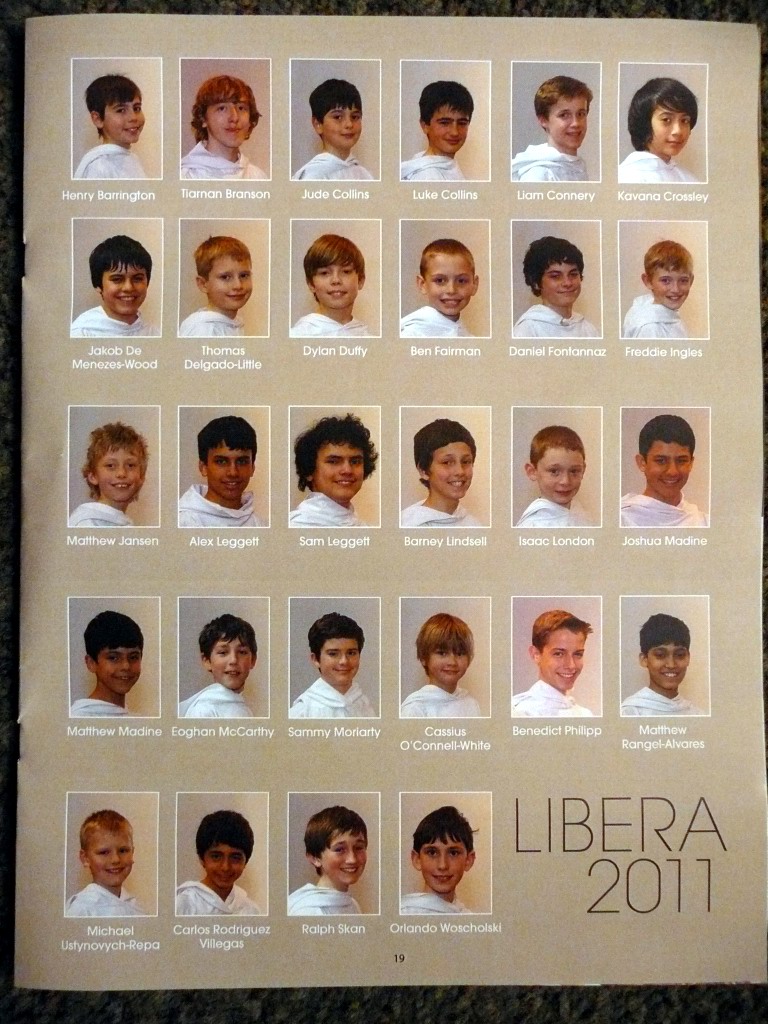 Henry Barrington
Tiarnan Branson
Jude Collins
Luke Collins
Liam Connery
Kavana Crossley
Jakob De
Menezes-Wood
Thomas
Delgado-Little
Dylan Duffy
Ben Fairman
Daniel Fontannaz
Freddie Ingles
Matthew Jansen
Alex Leggett
Sam Leggett
Barney Lindsell
Isaac London
Joshua Madine
Matthew Madine
Eoghan McCarthy
Sammy Moriarty
Cassius
O'Connell-White
Benedict Philipp
Matthew
Rangel-Alvares
Michael
Ustynovych-Repa
Carlos Rodriguez
Villegas
Ralph Skan
Orlando Woscholski
LIBERA
2011
19